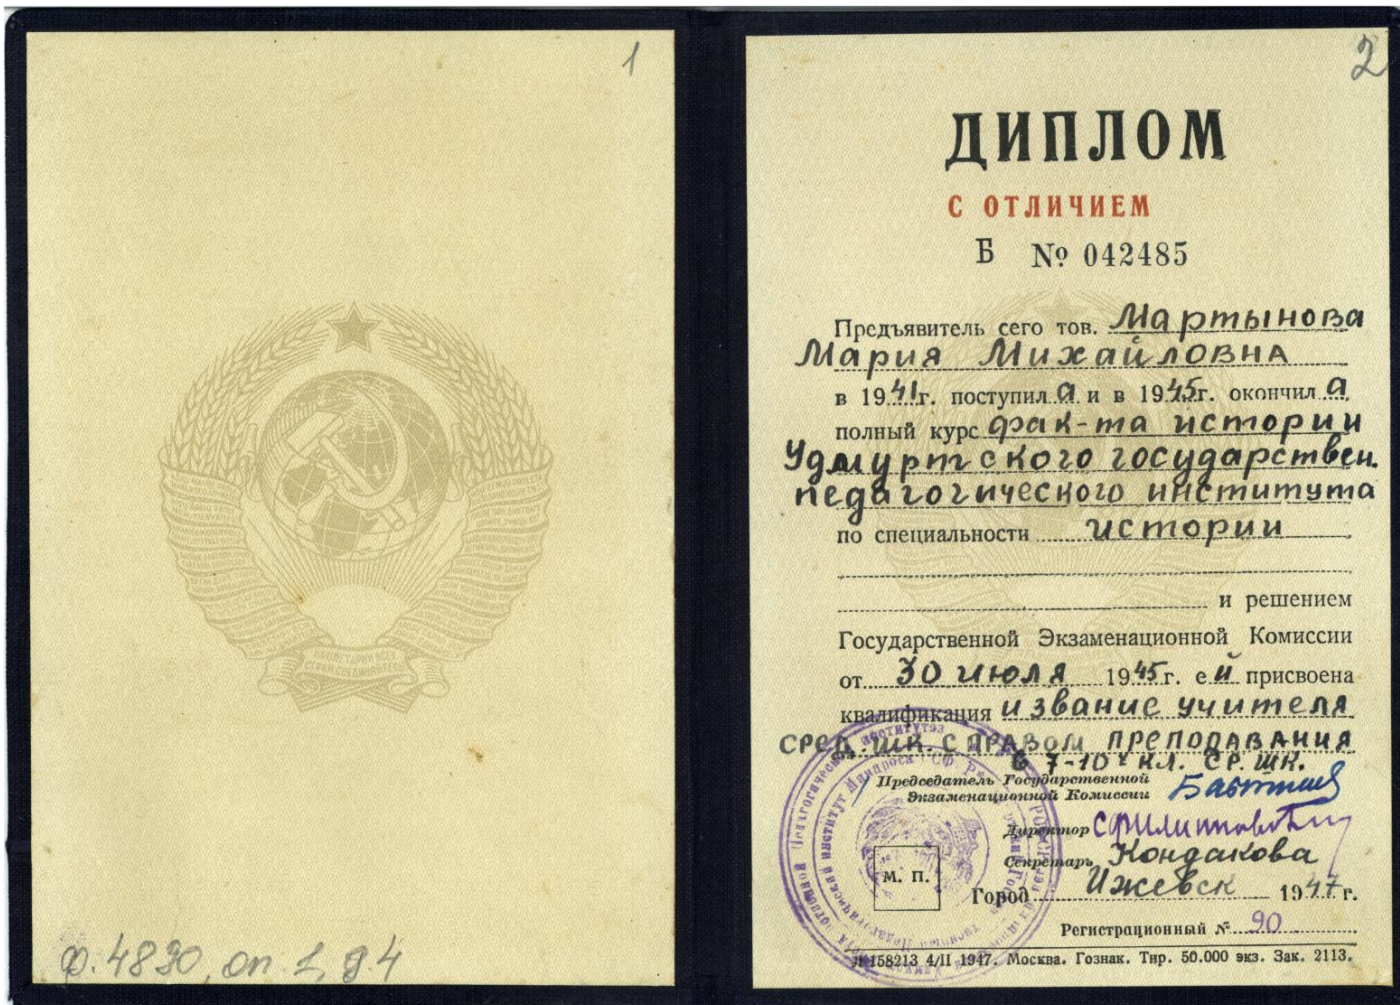 1
ф. 4890, оп. 1, д. 4
2
ДИПЛОМ
С ОТЛИЧИЕМ
Б № 042485
Предъявитель сего тов. Мартынова
Мария Михайловна
в 1941г. поступила и в 1945г. окончила
полный курс фак-та истории
Удмуртского государствен.
педагогического института
по специальности истории
и решением
Государственной Экзаменационной Комиссии
от 30 июля 1945г. ей присвоена
квалификация и звание учителя
сред. шк. с правом преподавания
в 7-10х кл. ср. шк.
Председатель Государственной
Экзаменационной Комиссии
Директор
Секретарь Кондакова
М. П.
Город Ижевск 1947г.
Регистрационный № 90
158213 4/II 1947. Москва. Гознак. Тир. 50.000 экз. Зак. 2113.